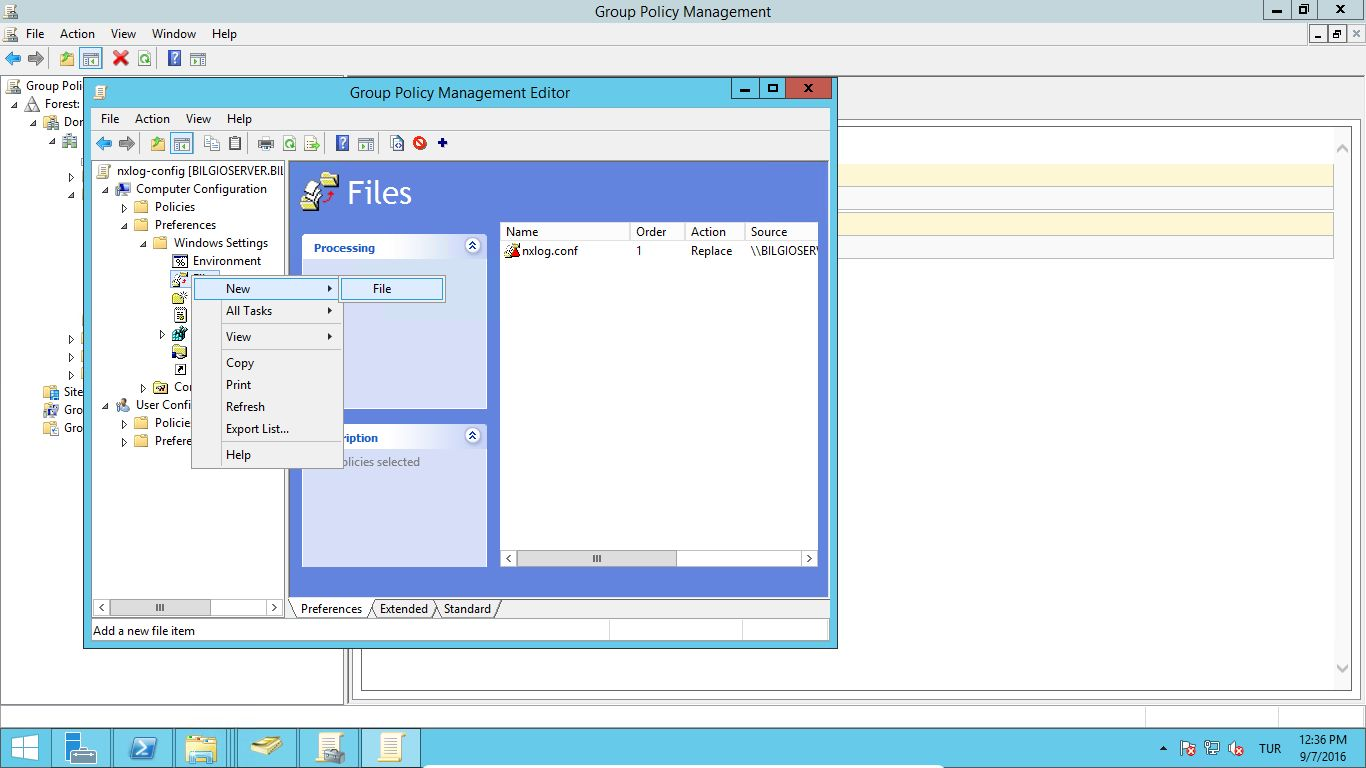 Group Policy Management
File Action View Window Help
Group Poli
Forest:
Dor
Site
Gro
Gro
Group Policy Management Editor
File Action View Help
nxlog-config [BILGIOSERVER.BIL
Computer Configuration
Policies
Preferences
Windows Settings
Environment
Cor
User Confi
Policie
Prefere
New
All Tasks
View
Copy
Print
Refresh
Export List...
Help
File
Files
Processing
ription
olicies selected
Name Order Action Source
nxlog.conf 1 Replace \\BILGIOSERV
Preferences Extended Standard
Add a new file item
TUR
12:36 PM
9/7/2016